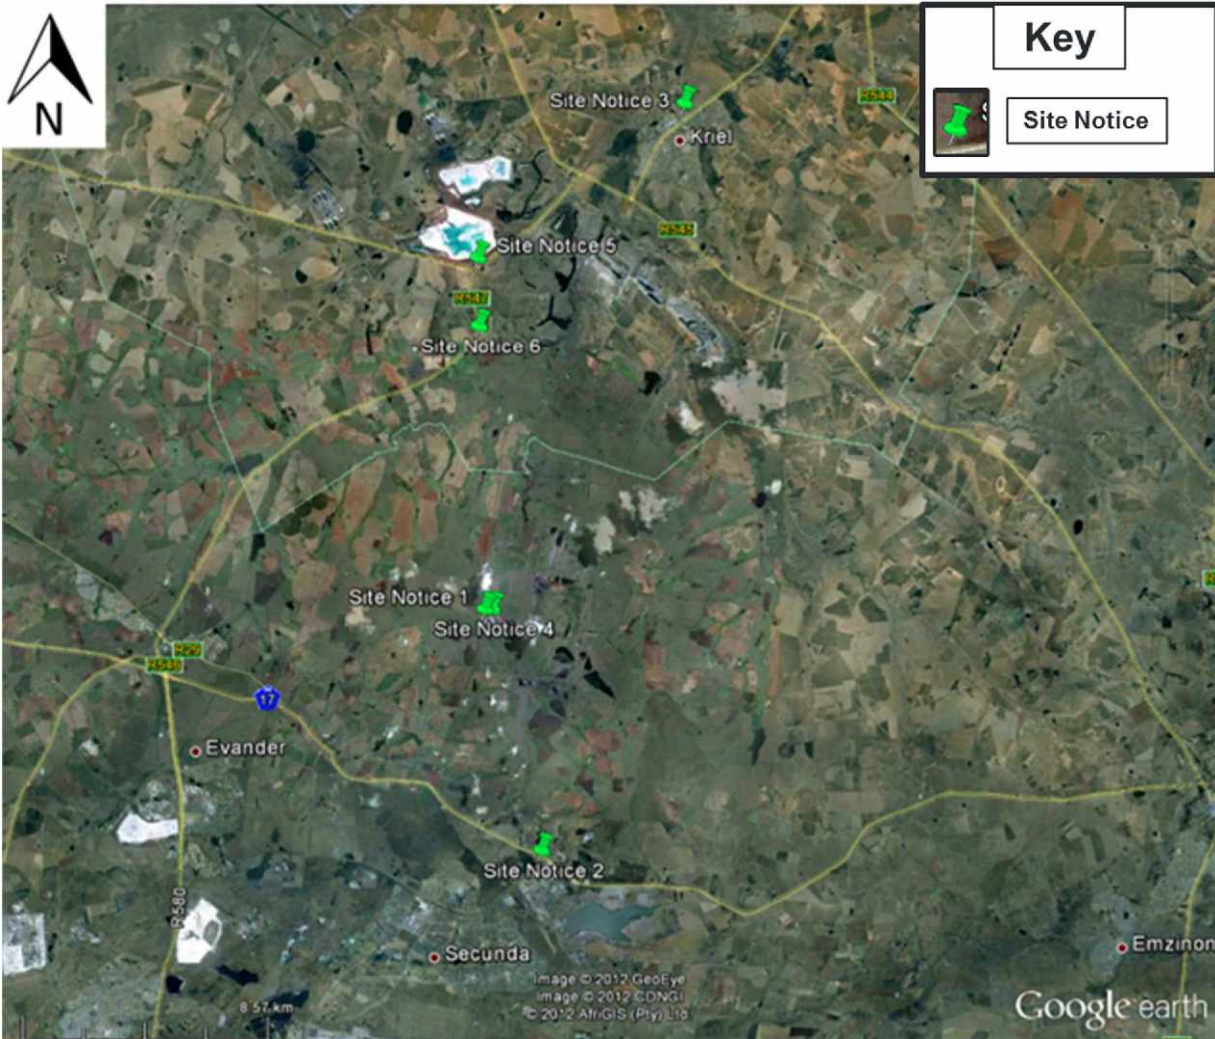 N
Key
Site Notice
Site Notice 3
R544
Kriel
R545
Site Notice 5
R547
Site Notice 6
Site Notice 1
Site Notice 4
R29
R546
17
Evander
Site Notice 2
R580
Secunda
Emzinon
Image © 2012 GeoEye
Image © 2012 CDNGI
© 2012 AfriGIS (Pty) Ltd
8.57 km
Google earth